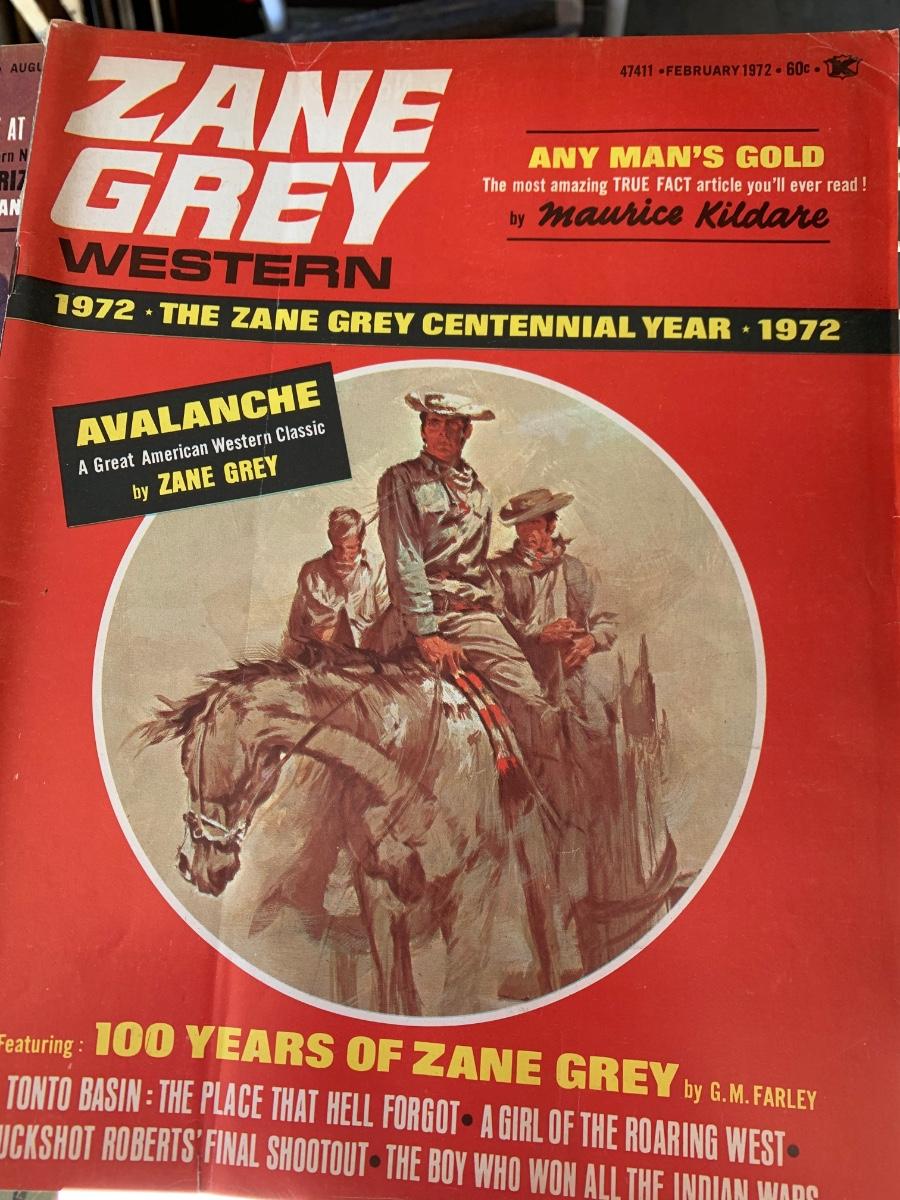 ZANE
GREY
WESTERN
47411 • FEBRUARY 1972 • 60c • K
ANY MAN'S GOLD
The most amazing TRUE FACT article you'll ever read!
by Maurice Kildare
1972 ★ THE ZANE GREY CENTENNIAL YEAR ★ 1972
AVALANCHE
A Great American Western Classic
by ZANE GREY
Featuring: 100 YEARS OF ZANE GREY by G.M. FARLEY
TONTO BASIN: THE PLACE THAT HELL FORGOT • A GIRL OF THE ROARING WEST •
UCKSHOT ROBERTS' FINAL SHOOTOUT • THE BOY WHO WON ALL THE INDIAN WARS
AUGU
AT